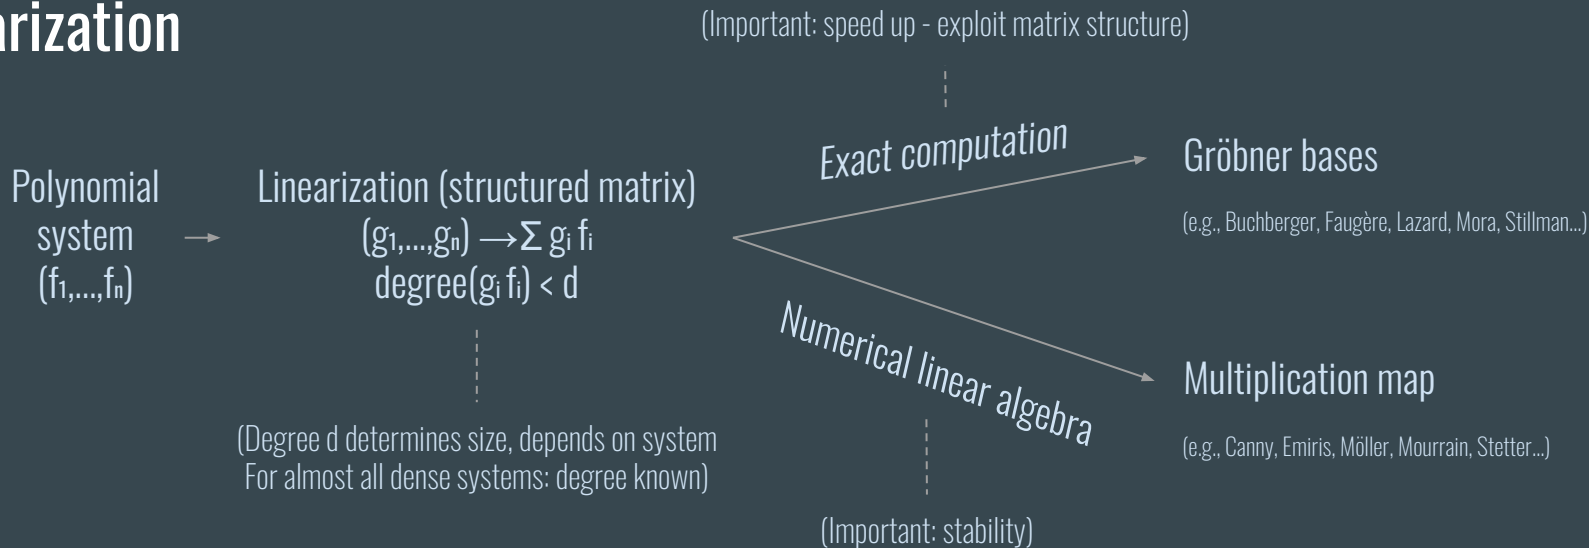 arization
(Important: speed up - exploit matrix structure)
Polynomial
system
(f₁,...,fₙ)
Linearization (structured matrix)
(g₁,...,gₙ) →Σ gᵢ fᵢ
degree(gᵢ fᵢ) < d
(Degree d determines size, depends on system
For almost all dense systems: degree known)
Exact computation
Gröbner bases
(e.g., Buchberger, Faugère, Lazard, Mora, Stillman...)
Numerical linear algebra
(Important: stability)
Multiplication map
(e.g., Canny, Emiris, Möller, Mourrain, Stetter...)